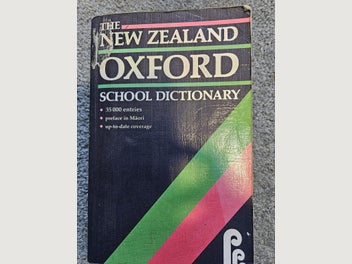 THE
NEW ZEALAND
OXFORD
SCHOOL DICTIONARY
• 35 000 entries
• preface in Māori
• up-to-date coverage